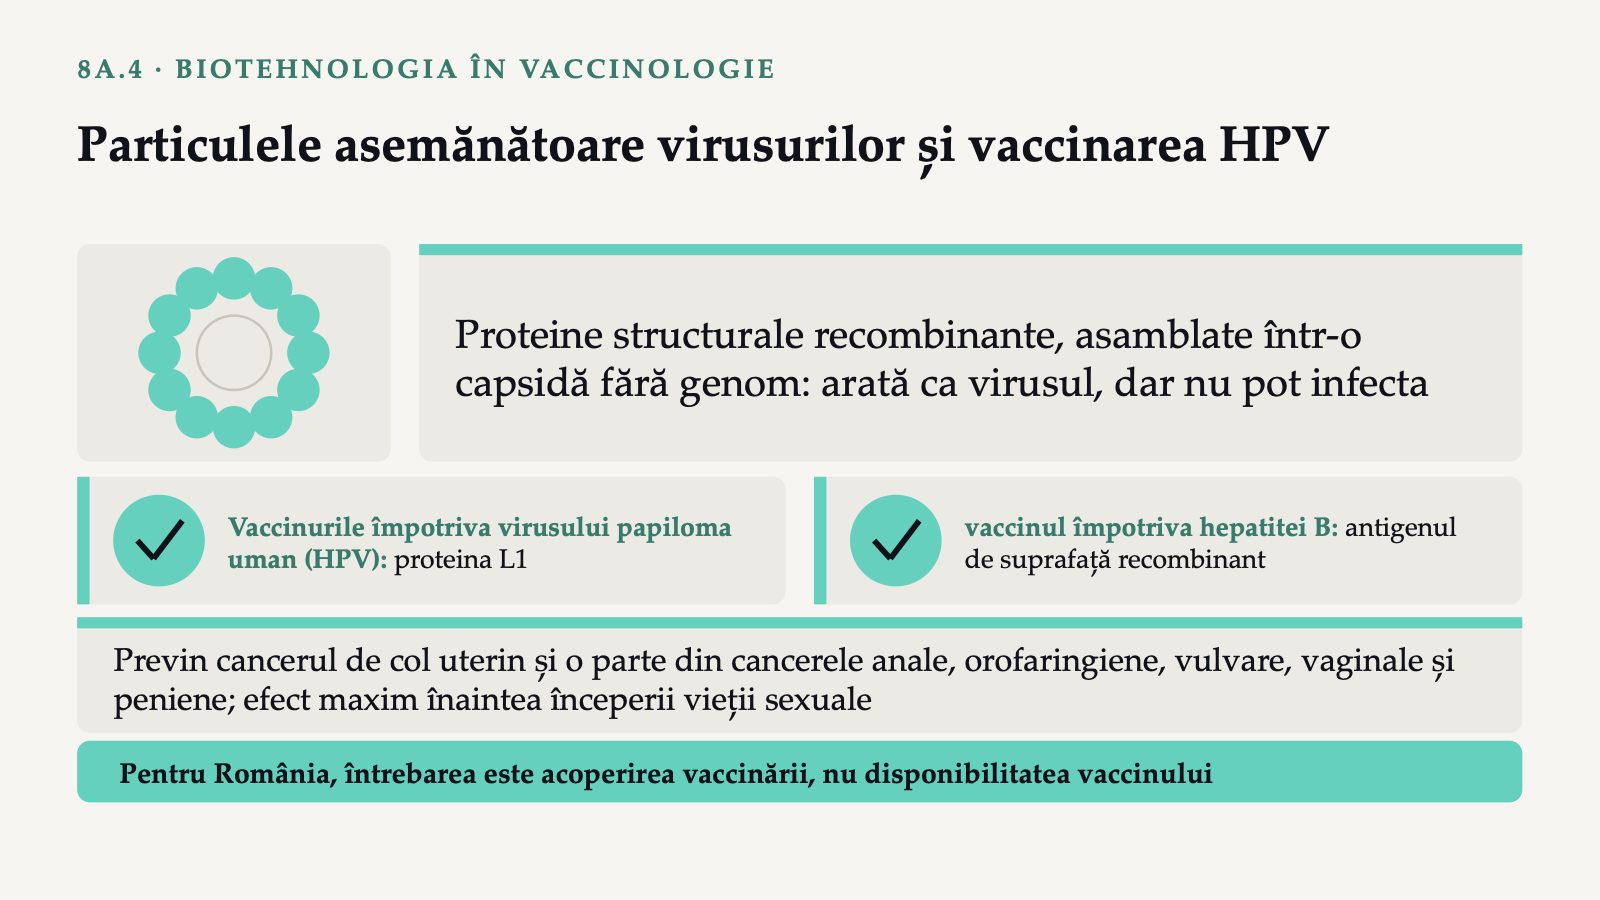 8A.4 · BIOTEHNOLOGIA ÎN VACCINOLOGIE
Particulele asemănătoare virusurilor și vaccinarea HPV
Proteine structurale recombinante, asamblate într-o
capsidă fără genom: arată ca virusul, dar nu pot infecta
Vaccinurile împotriva virusului papiloma
uman (HPV): proteina L1
vaccinul împotriva hepatitei B: antigenul
de suprafață recombinant
Previn cancerul de col uterin și o parte din cancerele anale, orofaringiene, vulvare, vaginale și
peniene; efect maxim înaintea începerii vieții sexuale
Pentru România, întrebarea este acoperirea vaccinării, nu disponibilitatea vaccinului